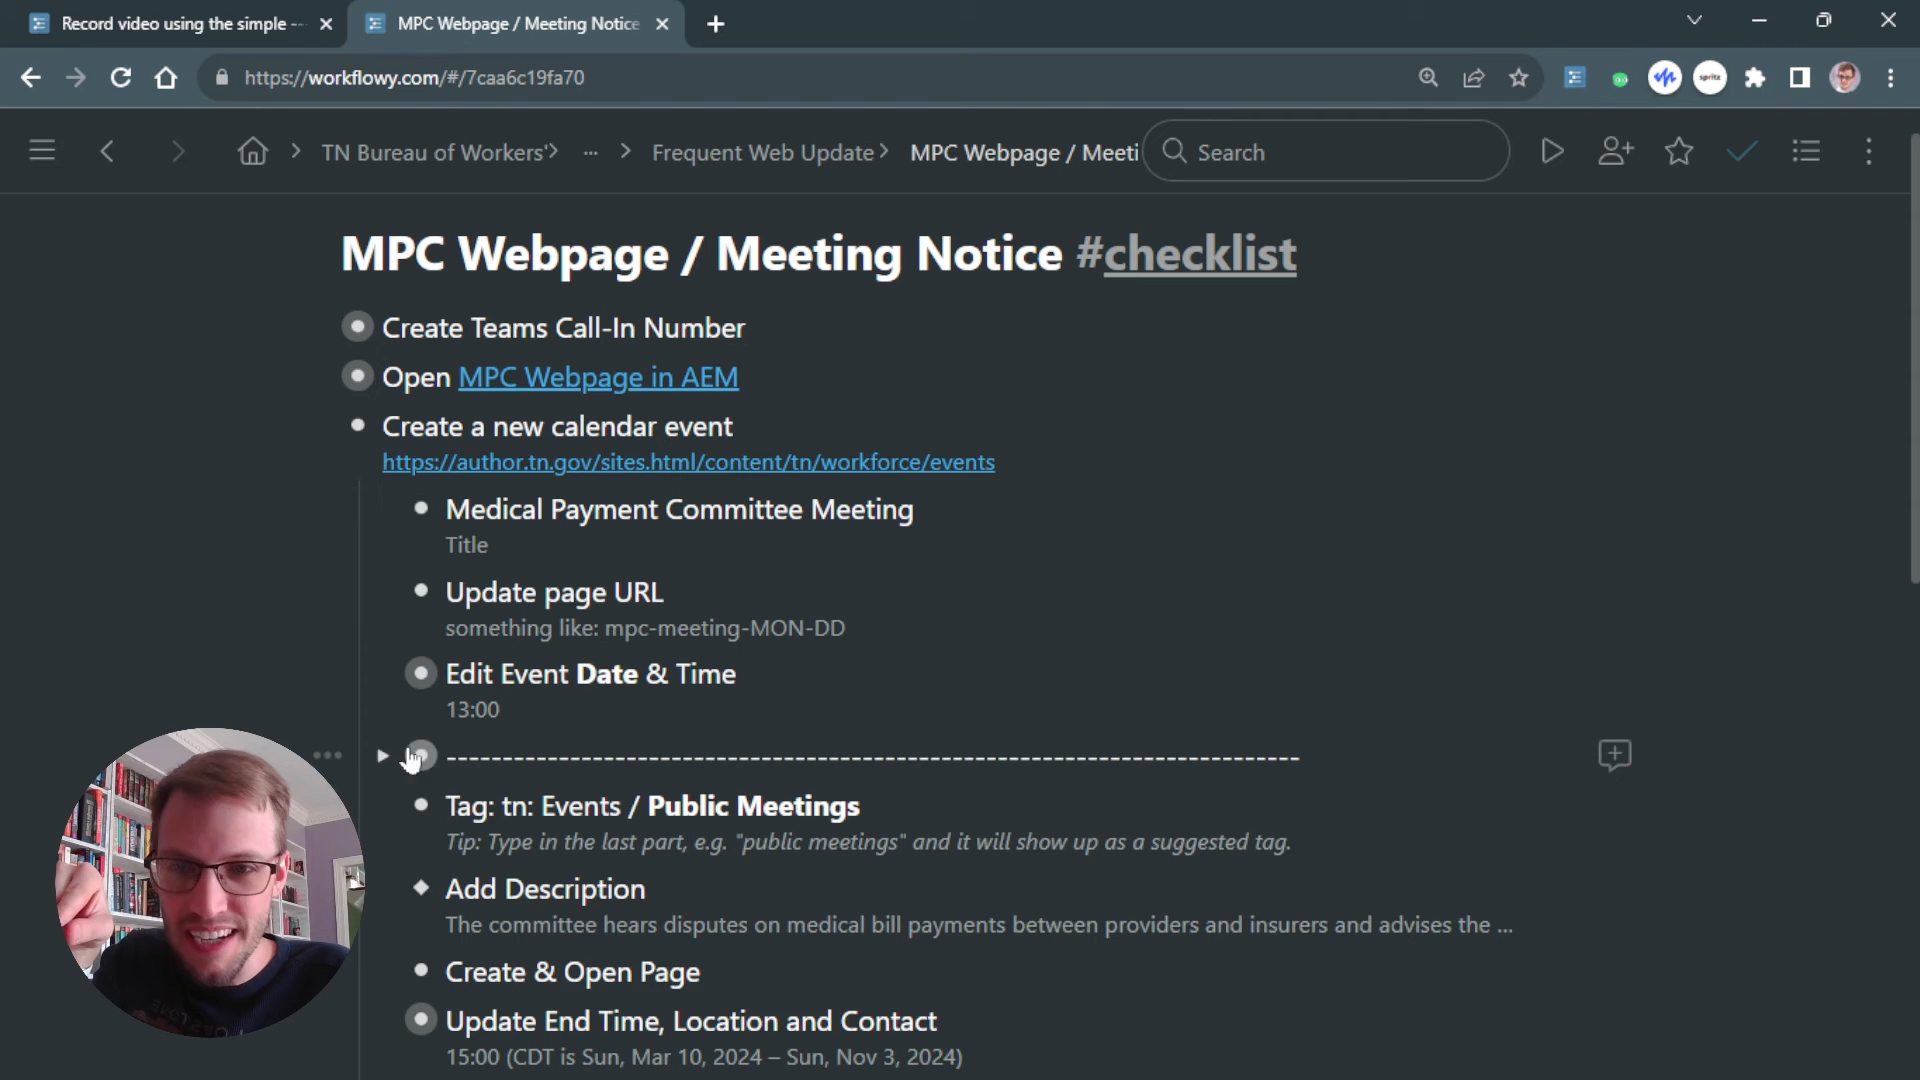 Record video using the simple --
MPC Webpage / Meeting Notice
https://workflowy.com/#/7caa6c19fa70
spritz
TN Bureau of Workers'
...
Frequent Web Update
MPC Webpage / Meeti
Search
MPC Webpage / Meeting Notice #checklist
Create Teams Call-In Number
Open MPC Webpage in AEM
Create a new calendar event
https://author.tn.gov/sites.html/content/tn/workforce/events
Medical Payment Committee Meeting
Title
Update page URL
something like: mpc-meeting-MON-DD
Edit Event Date & Time
13:00
----------------------------------------------------------------------------
Tag: tn: Events / Public Meetings
Tip: Type in the last part, e.g. "public meetings" and it will show up as a suggested tag.
Add Description
The committee hears disputes on medical bill payments between providers and insurers and advises the ...
Create & Open Page
Update End Time, Location and Contact
15:00 (CDT is Sun, Mar 10, 2024 – Sun, Nov 3, 2024)